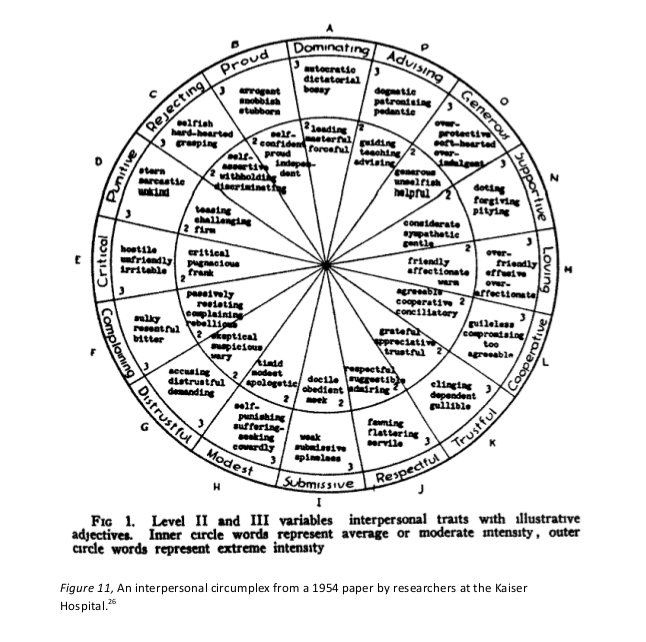 A
B
P
Dominating
Proud
Advising
C
Rejecting
Generous
O
D
Punitive
Supportive
N
E
Critical
Loving
M
F
Complaining
Cooperative
L
G
Distrustful
Trustful
K
H
Modest
Respectful
J
Submissive
I
3
autocratic
dictatorial
bossy
3
arrogant
snobbish
stubborn
3
dogmatic
patronising
pedantic
3
selfish
hard-hearted
grasping
3
over-
protective
soft-hearted
over-
indulgent
3
stern
sarcastic
unkind
3
doting
forgiving
pitying
3
hostile
unfriendly
irritable
3
over-
friendly
effusive
over-
affectionate
3
sulky
resentful
bitter
3
guileless
compromising
too
agreeable
3
accusing
distrustful
demanding
3
clinging
dependent
gullible
3
self-
punishing
suffering-
seeking
cowardly
3
fawning
flattering
servile
3
weak
submissive
spineless
3
2 leading
masterful
forceful
self-
2 confident
proud
indepen-
dent
2
guiding
teaching
advising
self-
assertive
2 withholding
discriminating
2
generous
unselfish
helpful
teasing
challenging
2 firm
2
considerate
sympathetic
gentle
2
critical
pugnacious
2 frank
friendly
affectionate
warm
passively
resisting
complaining
rebellious
2
agreeable
cooperative 2
conciliatory
skeptical
suspicious
wary
2
grateful
appreciative
trustful 2
timid
modest
apologetic
2
respectful
suggestible
admiring 2
docile
obedient
meek 2
FIG 1. Level II and III variables interpersonal traits with illustrative
adjectives. Inner circle words represent average or moderate intensity, outer
circle words represent extreme intensity
Figure 11, An interpersonal circumplex from a 1954 paper by researchers at the Kaiser
Hospital.26